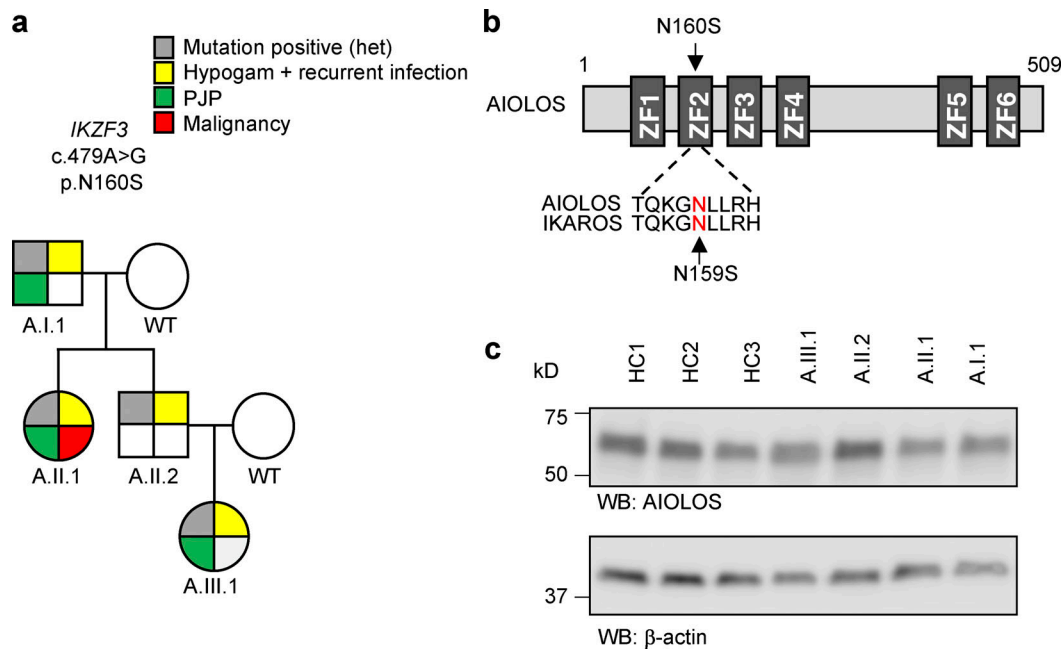 a
Mutation positive (het)
Hypogam + recurrent infection
PJP
Malignancy
IKZF3
c.479A>G
p.N160S
A.I.1
WT
A.II.1
A.II.2
WT
A.III.1
b
N160S
1
509
AIOLOS
ZF1
ZF2
ZF3
ZF4
ZF5
ZF6
AIOLOS TQKGNLLRH
IKAROS TQKGNLLRH
N159S
c
kD
HC1
HC2
HC3
A.III.1
A.II.2
A.II.1
A.I.1
75
50
WB: AIOLOS
37
WB: β-actin